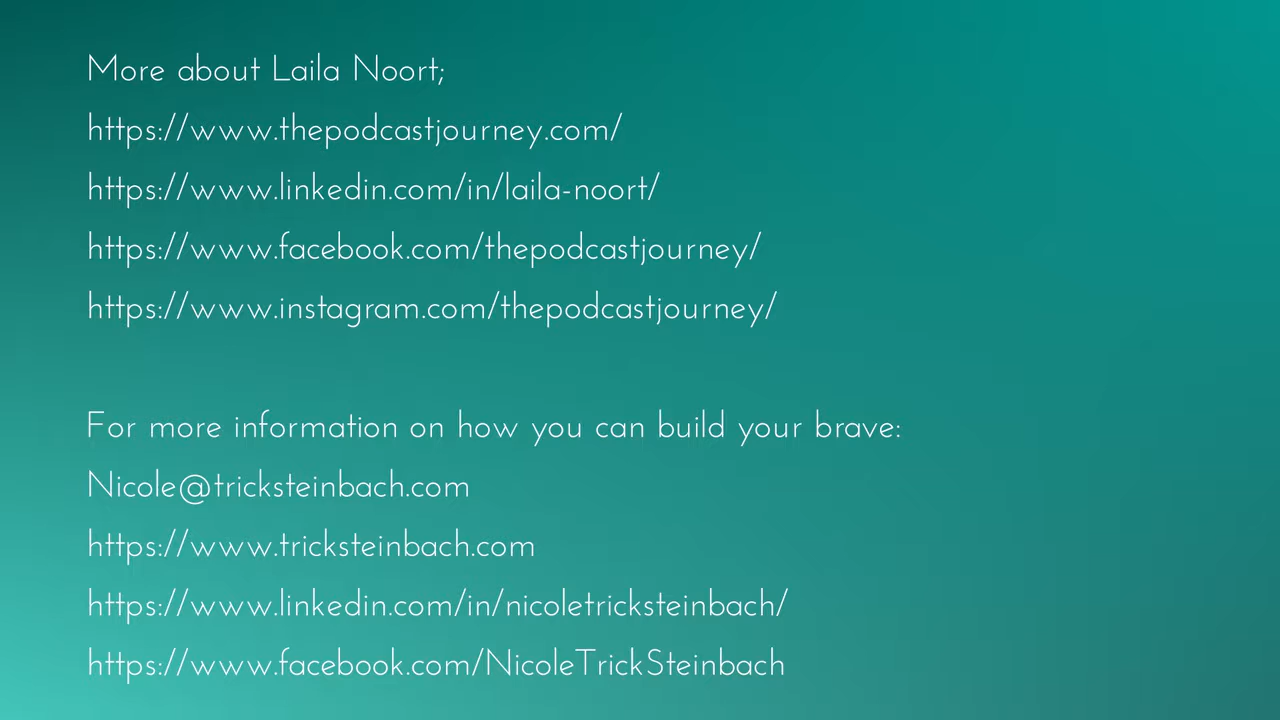 More about Laila Noort;
https://www.thepodcastjourney.com/
https://www.linkedin.com/in/laila-noort/
https://www.facebook.com/thepodcastjourney/
https://www.instagram.com/thepodcastjourney/
For more information on how you can build your brave:
Nicole@tricksteinbach.com
https://www.tricksteinbach.com
https://www.linkedin.com/in/nicoletricksteinbach/
https://www.facebook.com/NicoleTrickSteinbach